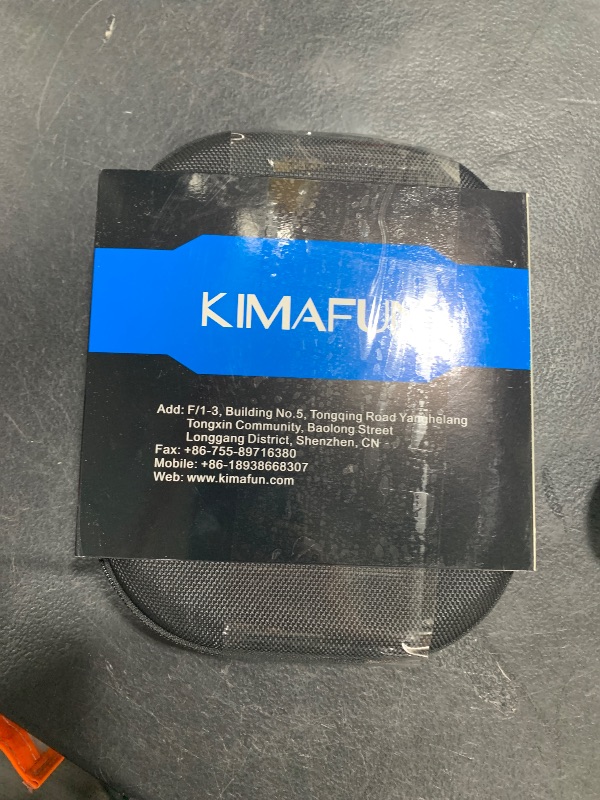 KIMAFUN
Add: F/1-3, Building No.5, Tongqing Road Yanghelang
Tongxin Community, Baolong Street
Longgang District, Shenzhen, CN
Fax: +86-755-89716380
Mobile: +86-18938668307
Web: www.kimafun.com